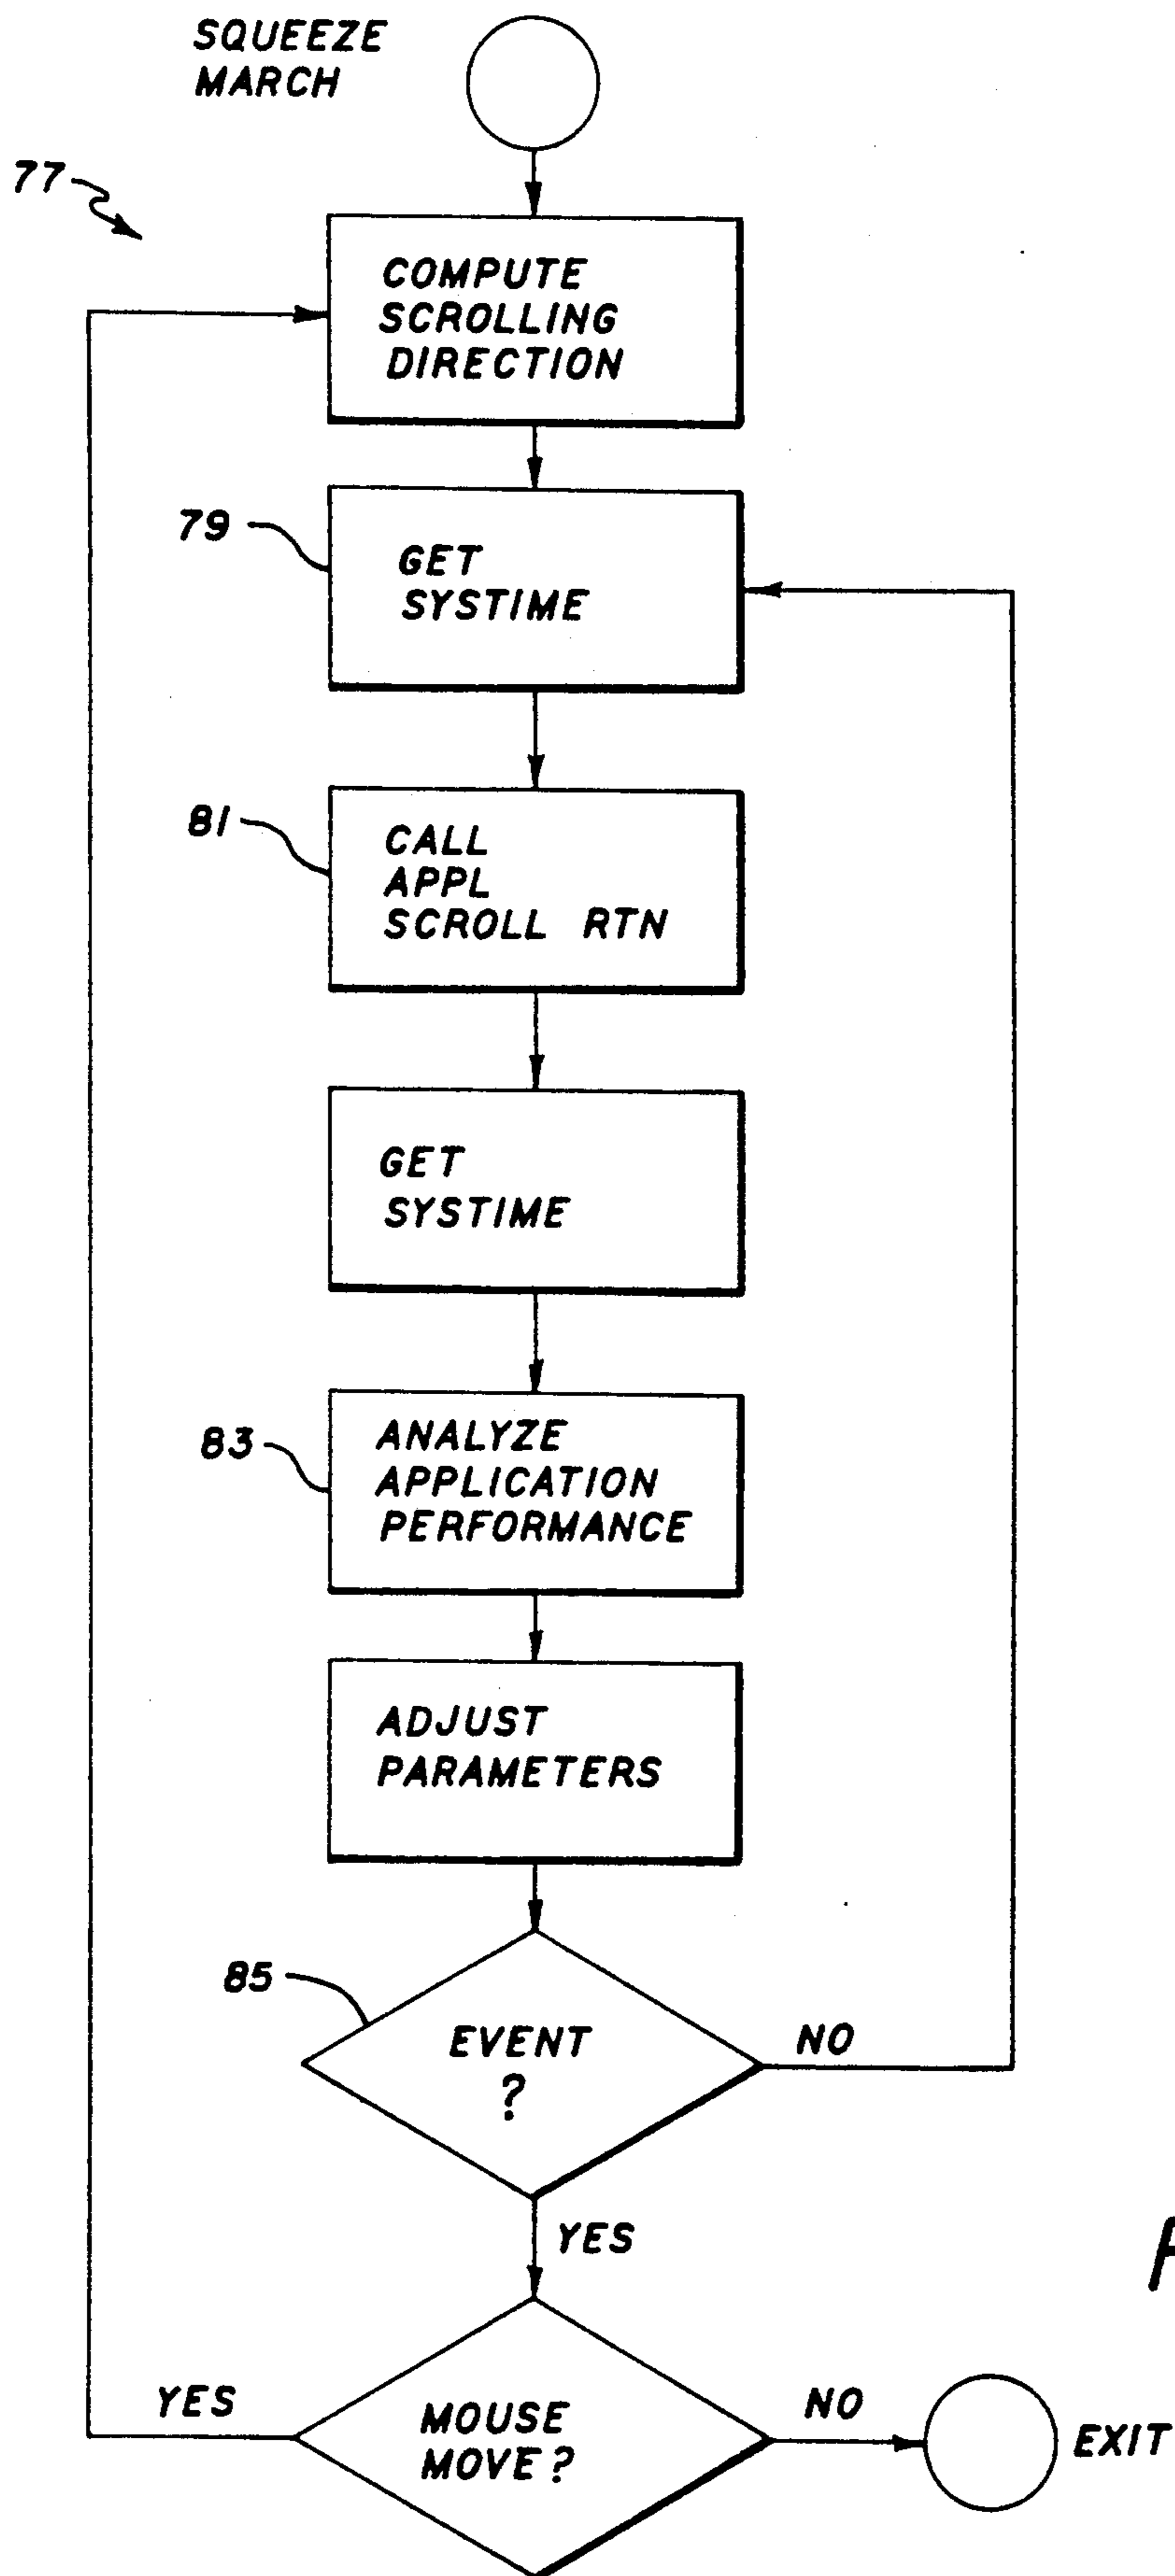 SQUEEZE
MARCH
77
COMPUTE
SCROLLING
DIRECTION
79
GET
SYSTIME
81
CALL
APPL
SCROLL RTN
GET
SYSTIME
83
ANALYZE
APPLICATION
PERFORMANCE
ADJUST
PARAMETERS
85
EVENT
?
NO
YES
YES
MOUSE
MOVE?
NO
EXIT